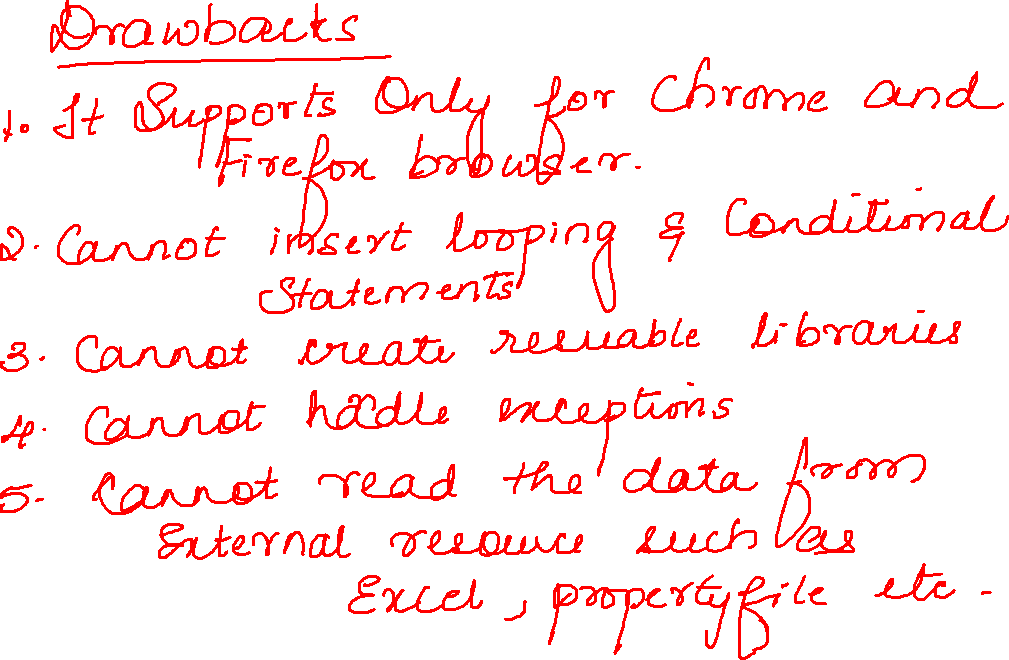 Drawbacks
1. It Supports Only for Chrome and
Firefox browser.
2. Cannot insert looping & Conditional
Statements
3. Cannot create resuable libraries
4. Cannot hadle exceptions
5. Cannot read the data from
External resource such as
Excel, propertyfile etc.